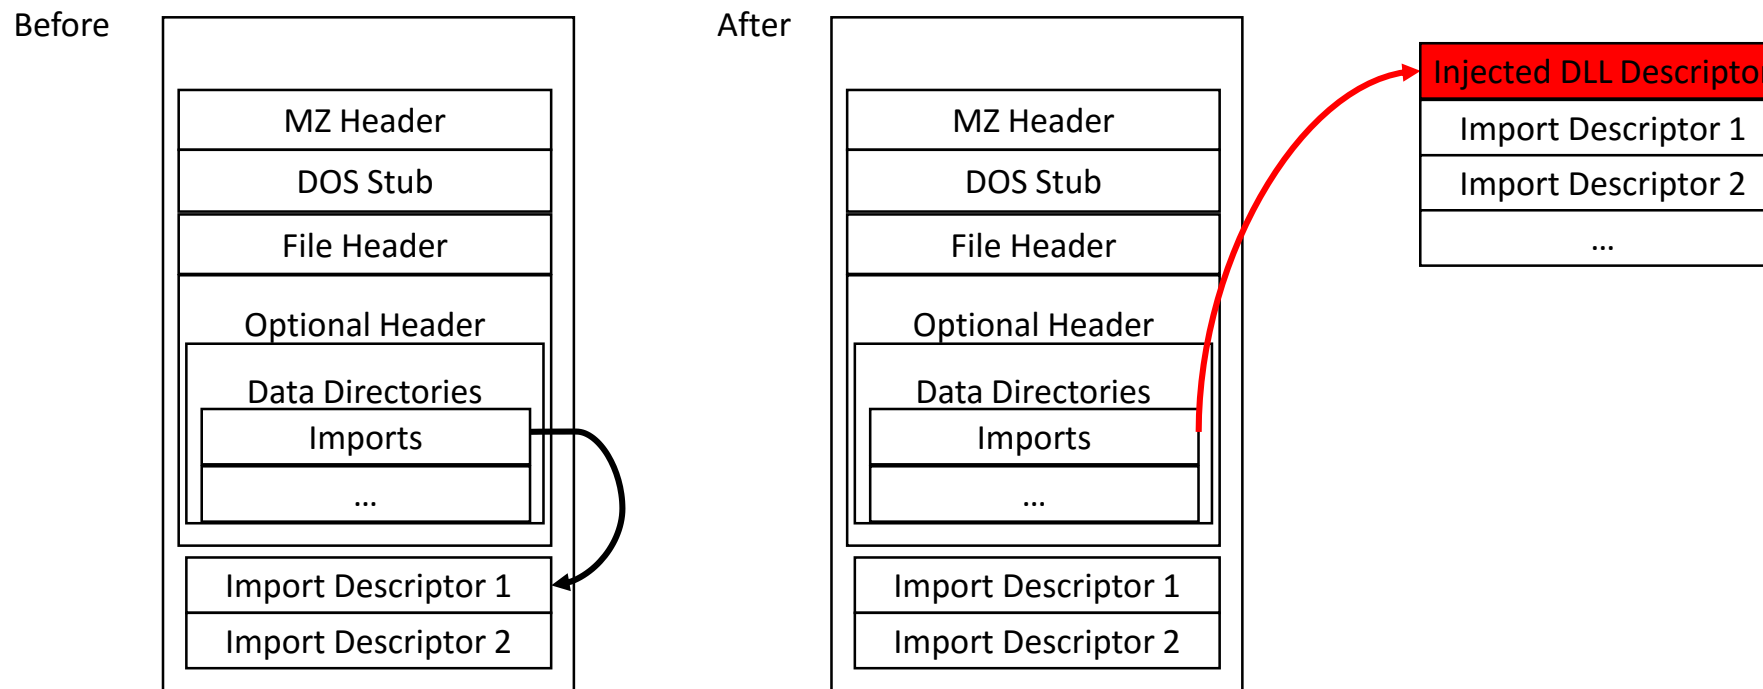 Before
MZ Header
DOS Stub
File Header
Optional Header
Data Directories
Imports
...
Import Descriptor 1
Import Descriptor 2
After
MZ Header
DOS Stub
File Header
Optional Header
Data Directories
Imports
...
Import Descriptor 1
Import Descriptor 2
Injected DLL Descriptor
Import Descriptor 1
Import Descriptor 2
...